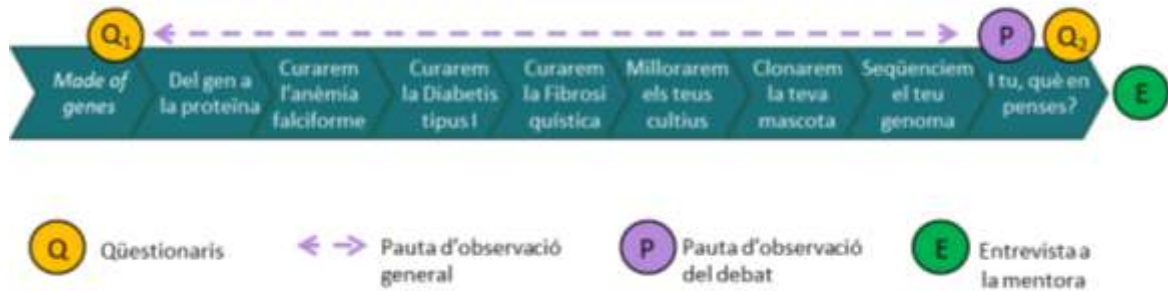 Q1
P
Q2
Made of
genes
Del gen a
la proteïna
Curarem
l'anèmia
falciforme
Curarem
la Diabetis
tipus I
Curarem
la Fibrosi
quística
Millorarem
els teus
cultius
Clonarem
la teva
mascota
Seqüenciem
el teu
genoma
I tu, què en
penses?
E
Q
Qüestionaris
Pauta d'observació
general
P
Pauta d'observació
del debat
E
Entrevista a
la mentora